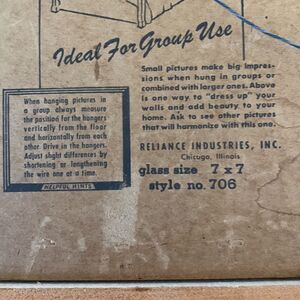 Ideal For Group Use
Small pictures make big impres-
sions when hung in groups or
combined with larger ones. Above
is one way to "dress up" your
walls and add beauty to your
home. Ask to see other pictures
that will harmonize with this one.
RELIANCE INDUSTRIES, INC.
Chicago, Illinois
glass size 7 x 7
style no. 706
When hanging pictures in
a group always measure
the position for the hangers
vertically from the floor
and horizontally from each
other. Drive in the hangers.
Adjust slight differences by
shortening or lengthening
the wire one at a time.
HELPFUL HINTS